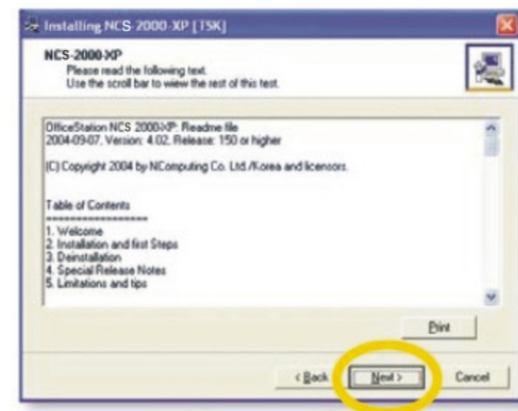 Installing NCS-2000-XP [TSK]
NCS-2000-XP
Please read the following text.
Use the scroll bar to wiew the rest of this test.
OfficeStation NCS 2000-XP: Readme file
2004-09-07, Version: 4.02, Release: 150 or higher
(C) Copyright 2004 by NComputing Co. Ltd./Korea and licensors.
Table of Contents
=================
1. Welcome
2. Installation and first Steps
3. Deinstallation
4. Special Release Notes
5. Limitations and tips
Print
< Back
Next >
Cancel